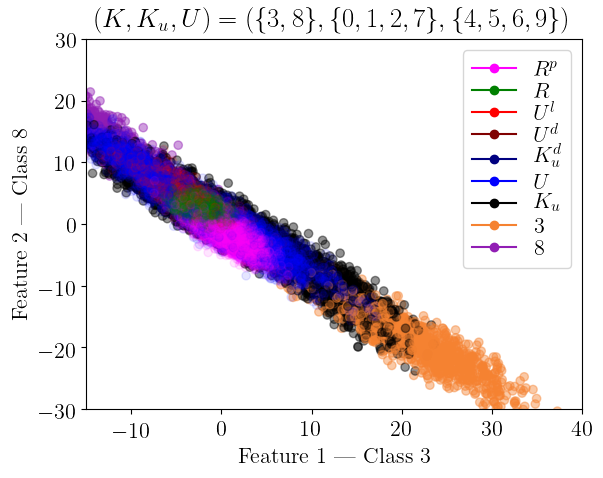 (K, K_u, U) = ({3, 8}, {0, 1, 2, 7}, {4, 5, 6, 9})
30
20
10
0
−10
−20
−30
Feature 2 — Class 8
R^p
R
U^l
U^d
K_u^d
U
K_u
3
8
−10
0
10
20
30
40
Feature 1 — Class 3